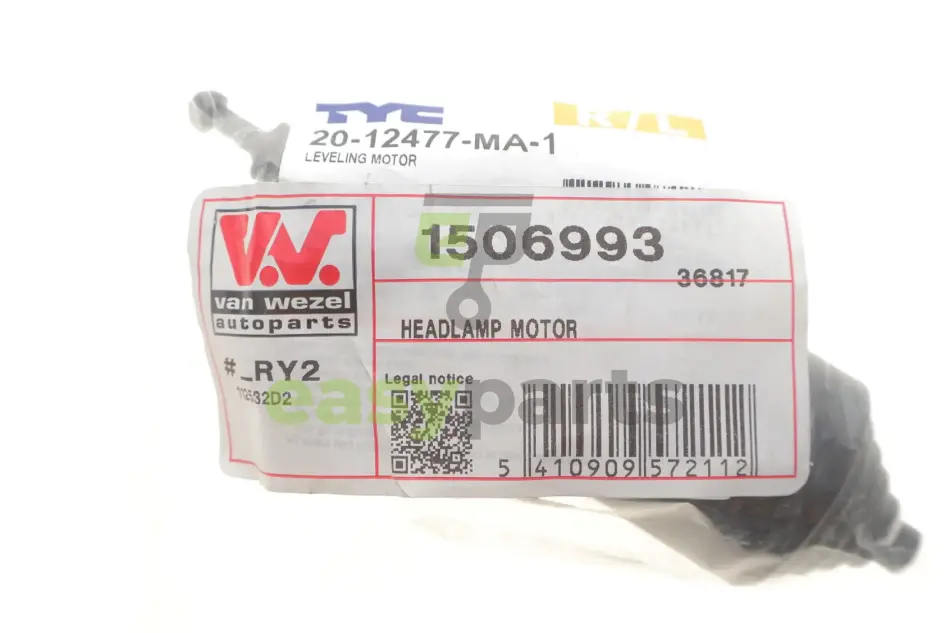 TYC
R/L
20-12477-MA-1
LEVELING MOTOR
VW
van wezel
autoparts
1506993
36817
HEADLAMP MOTOR
#_RY2
Legal notice
easyparts
5 410909 572112